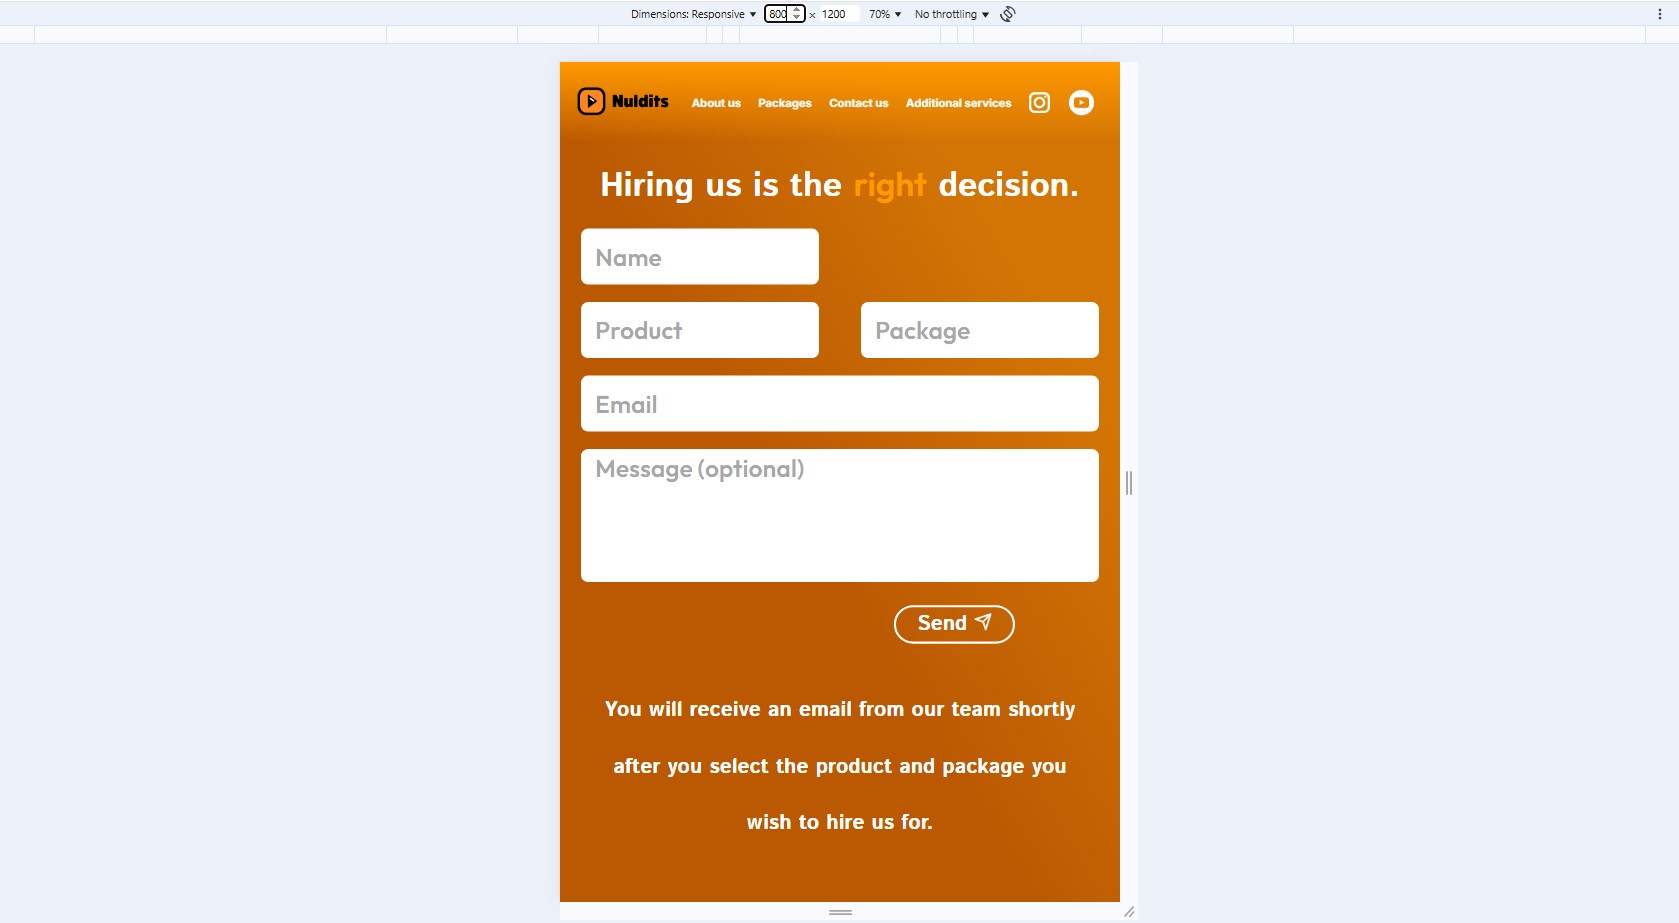 Dimensions: Responsive 800 x 1200 70% No throttling
Nuldits About us Packages Contact us Additional services
Hiring us is the right decision.
Name
Product Package
Email
Message (optional)
Send
You will receive an email from our team shortly
after you select the product and package you
wish to hire us for.